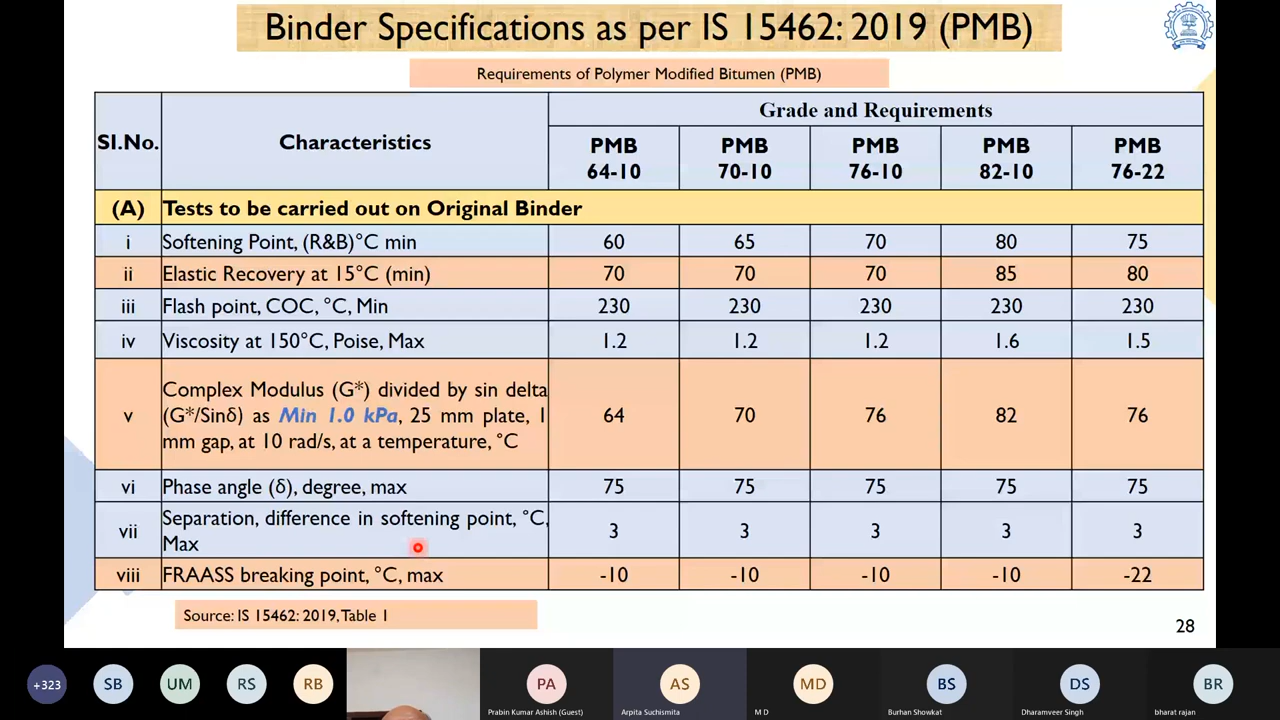 Binder Specifications as per IS 15462: 2019 (PMB)
Requirements of Polymer Modified Bitumen (PMB)
Sl.No. Characteristics Grade and Requirements
PMB 64-10 PMB 70-10 PMB 76-10 PMB 82-10 PMB 76-22
(A) Tests to be carried out on Original Binder
i Softening Point, (R&B)°C min 60 65 70 80 75
ii Elastic Recovery at 15°C (min) 70 70 70 85 80
iii Flash point, COC, °C, Min 230 230 230 230 230
iv Viscosity at 150°C, Poise, Max 1.2 1.2 1.2 1.6 1.5
v Complex Modulus (G*) divided by sin delta
(G*/Sinδ) as Min 1.0 kPa, 25 mm plate, 1
mm gap, at 10 rad/s, at a temperature, °C 64 70 76 82 76
vi Phase angle (δ), degree, max 75 75 75 75 75
vii Separation, difference in softening point, °C,
Max 3 3 3 3 3
viii FRAASS breaking point, °C, max -10 -10 -10 -10 -22
Source: IS 15462: 2019, Table 1
28
+323 SB UM RS RB PA AS MD BS DS BR
Prabin Kumar Ashish (Guest) Arpita Suchismita M D Burhan Showkat Dharamveer Singh bharat rajan